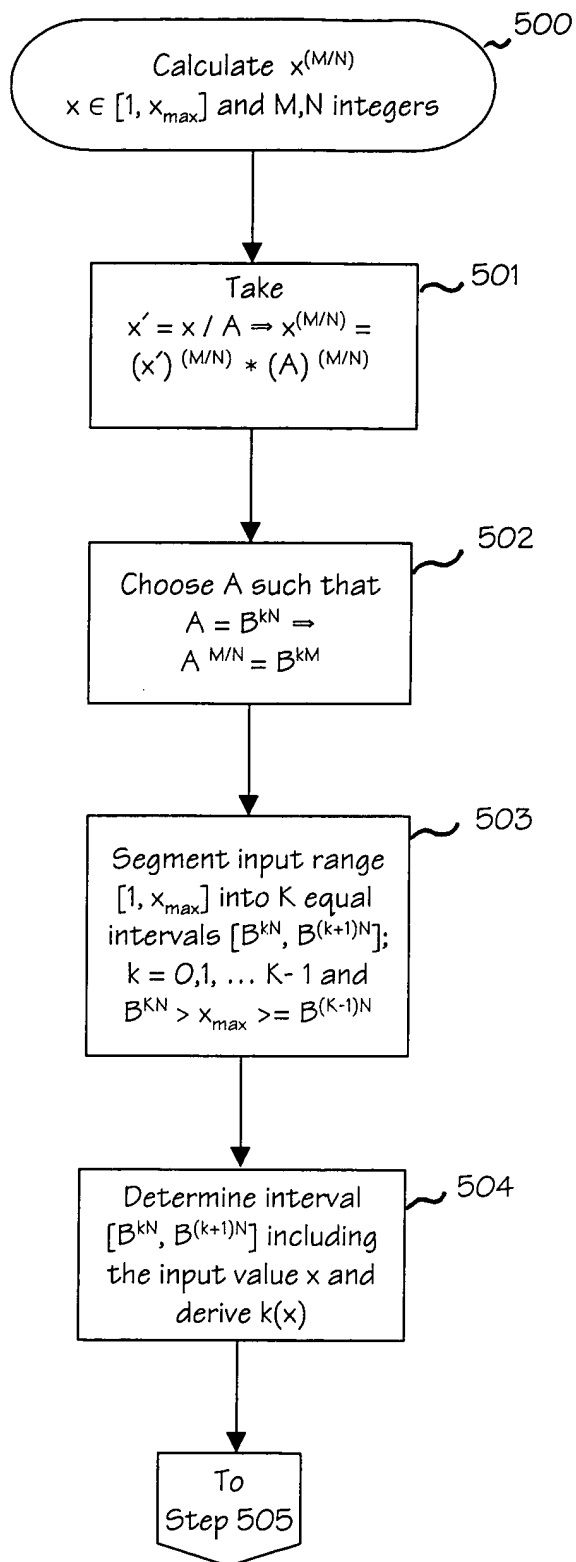 500
Calculate x^(M/N)
x ∈ [1, x_max] and M,N integers
501
Take
x′ = x / A ⇒ x^(M/N) =
(x′)^(M/N) * (A)^(M/N)
502
Choose A such that
A = B^kN ⇒
A^M/N = B^kM
503
Segment input range
[1, x_max] into K equal
intervals [B^kN, B^(k+1)N];
k = 0,1, ... K- 1 and
B^KN > x_max >= B^(K-1)N
504
Determine interval
[B^kN, B^(k+1)N] including
the input value x and
derive k(x)
To
Step 505